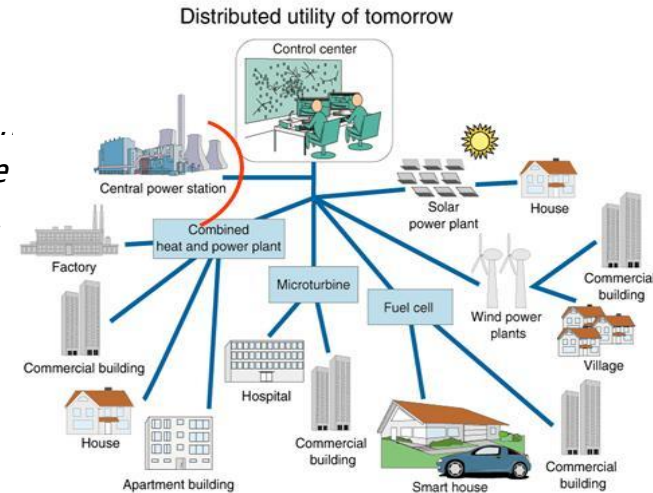 Distributed utility of tomorrow
Control center
Central power station
Solar
power plant
House
Combined
heat and power plant
Factory
Microturbine
Fuel cell
Wind power
plants
Commercial
building
Village
Commercial building
Hospital
House
Commercial
building
Apartment building
Smart house
Commercial
building
e